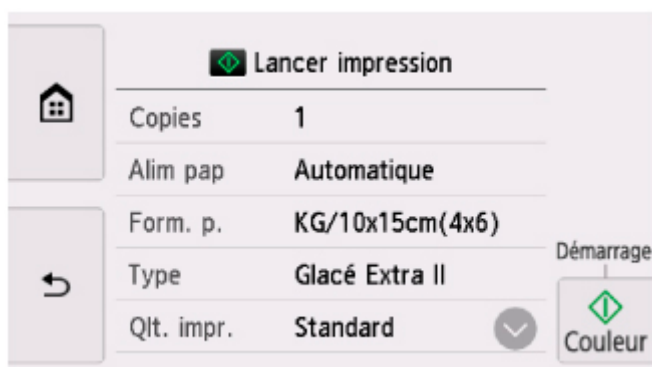 Lancer impression
Copies 1
Alim pap Automatique
Form. p. KG/10x15cm(4x6)
Type Glacé Extra II
Qlt. impr. Standard
Démarrage
Couleur